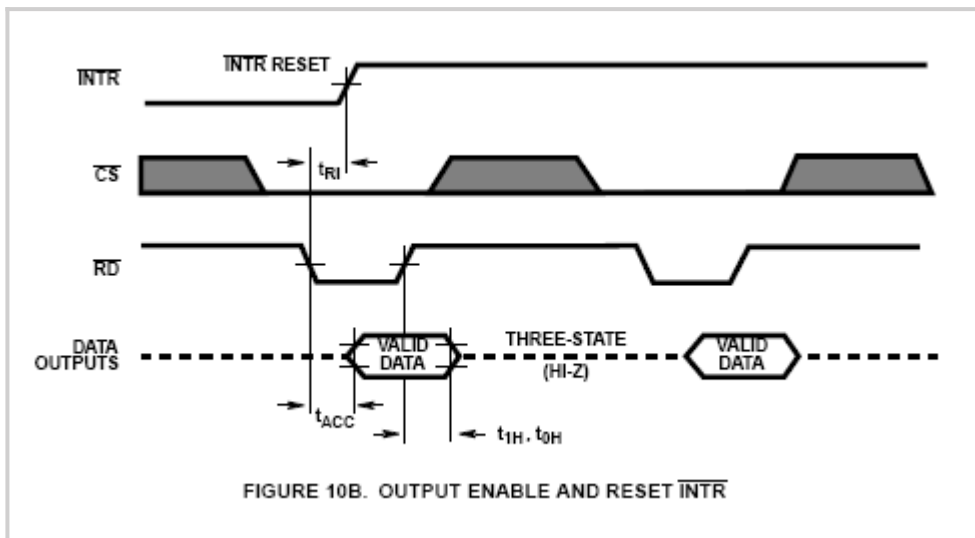 INTR RESET
INTR
CS
tRI
RD
DATA OUTPUTS
VALID DATA
THREE-STATE
(HI-Z)
VALID DATA
tACC
t1H, t0H
FIGURE 10B. OUTPUT ENABLE AND RESET INTR